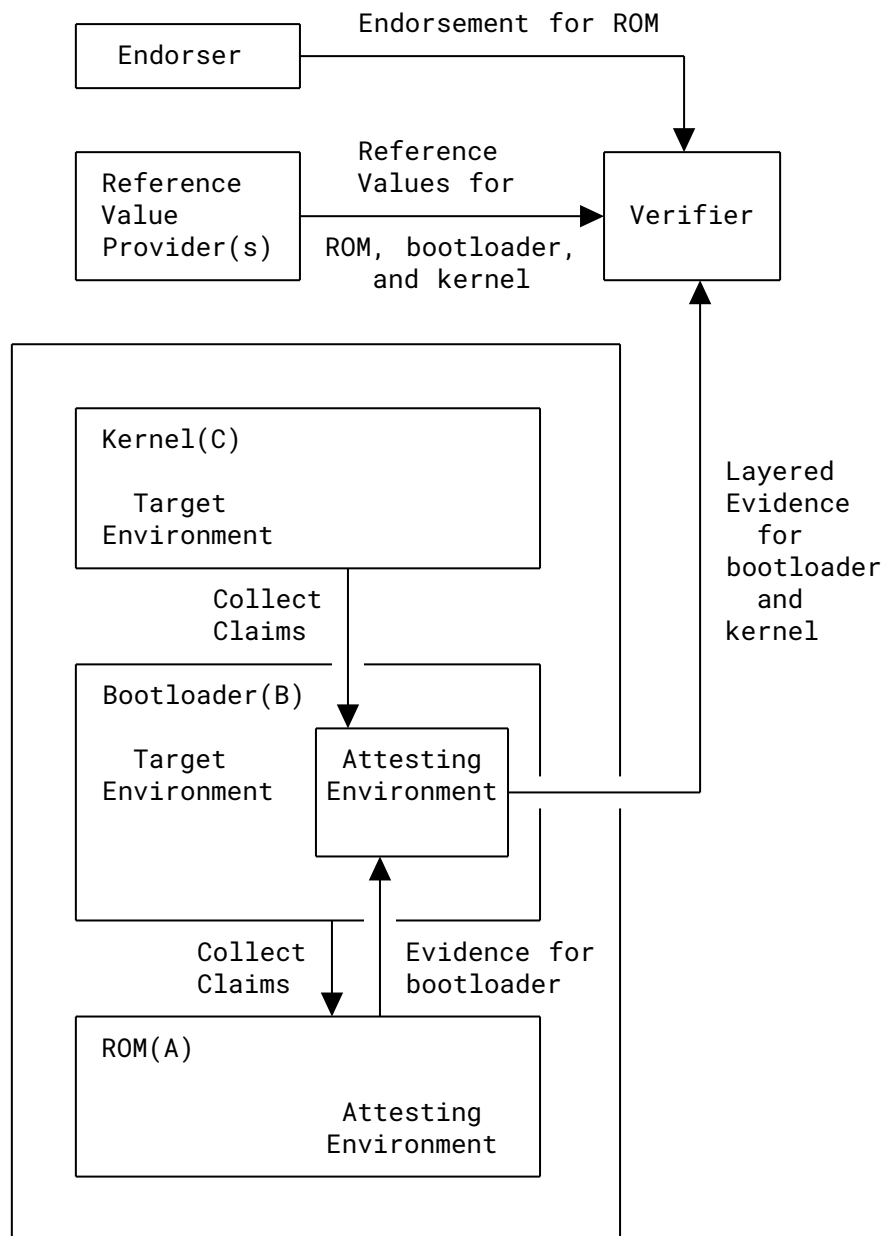 Endorsement for ROM
Endorser
Reference
Values for
Reference
Value
Provider(s)
Verifier
ROM, bootloader,
and kernel
Kernel(C)
Target
Environment
Layered
Evidence
for
bootloader
and
kernel
Collect
Claims
Bootloader(B)
Target
Environment
Attesting
Environment
Collect
Claims
Evidence for
bootloader
ROM(A)
Attesting
Environment